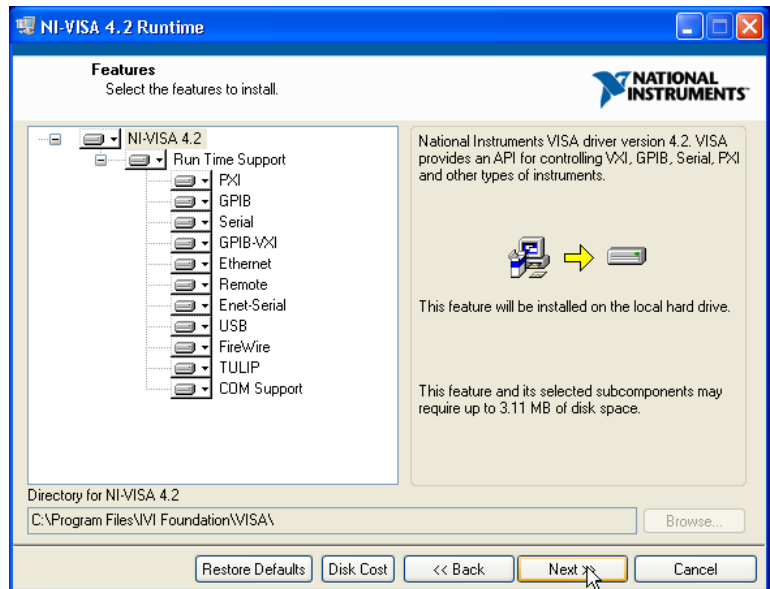 NI-VISA 4.2 Runtime
Features
Select the features to install.
NATIONAL
INSTRUMENTS™
NI-VISA 4.2
Run Time Support
PXI
GPIB
Serial
GPIB-VXI
Ethernet
Remote
Enet-Serial
USB
FireWire
TULIP
COM Support
National Instruments VISA driver version 4.2. VISA
provides an API for controlling VXI, GPIB, Serial, PXI
and other types of instruments.
This feature will be installed on the local hard drive.
This feature and its selected subcomponents may
require up to 3.11 MB of disk space.
Directory for NI-VISA 4.2
C:\Program Files\IVI Foundation\VISA\
Browse...
Restore Defaults
Disk Cost
<< Back
Next >>
Cancel